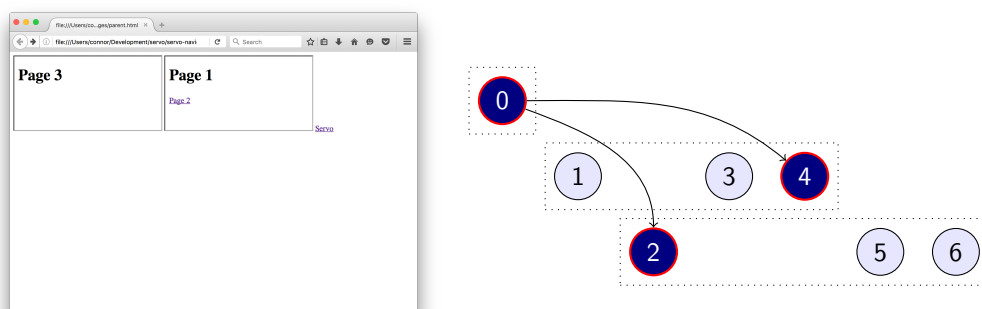 file:///Users/co...ges/parent.html × +
file:///Users/connor/Development/servo/servo-navi
Search
Page 3
Page 1
Page 2
Servo
0
1
3
4
2
5
6